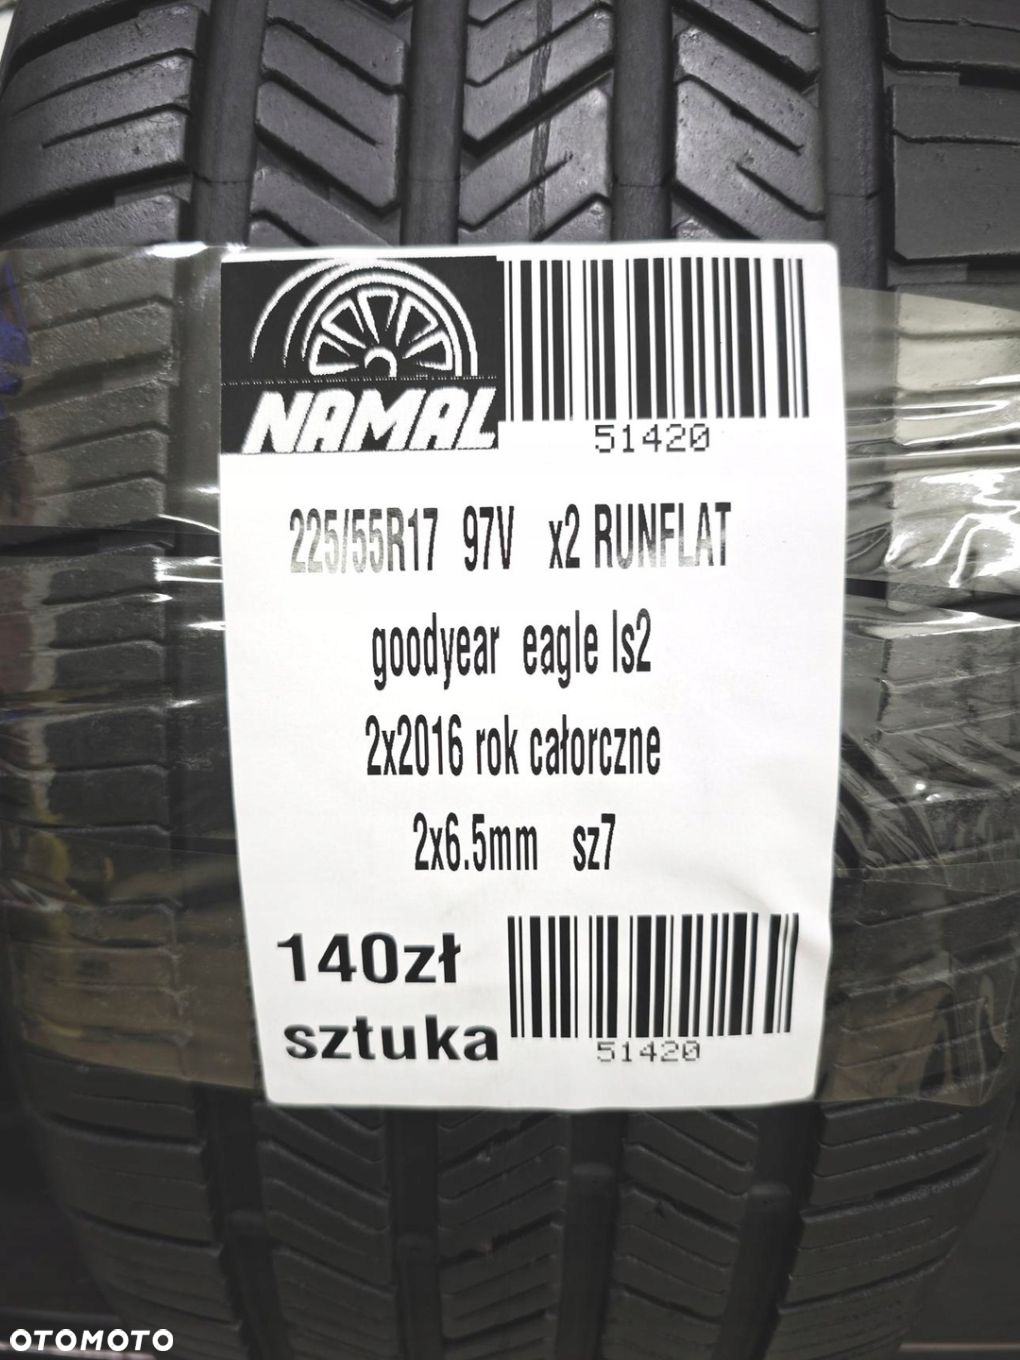 NAMAL
51420
225/55R17 97V x2 RUNFLAT
goodyear eagle ls2
2x2016 rok całorczne
2x6.5mm sz7
140zł
sztuka
51420
OTOMOTO